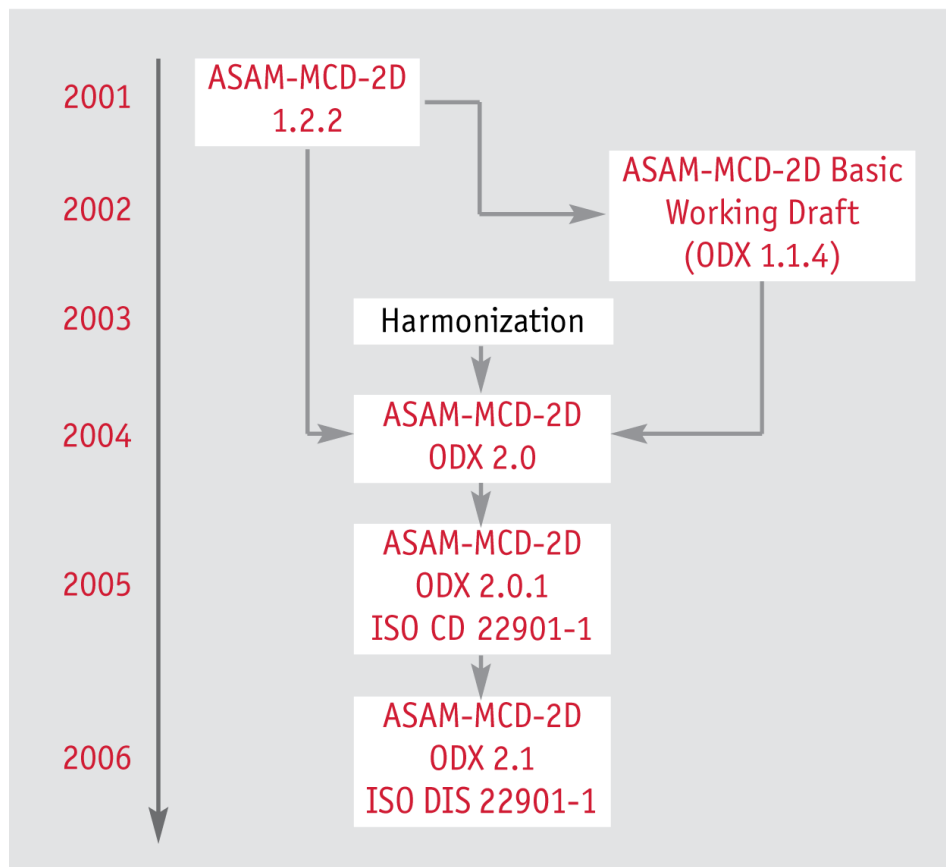 2001
ASAM-MCD-2D
1.2.2
2002
ASAM-MCD-2D Basic
Working Draft
(ODX 1.1.4)
2003
Harmonization
2004
ASAM-MCD-2D
ODX 2.0
2005
ASAM-MCD-2D
ODX 2.0.1
ISO CD 22901-1
2006
ASAM-MCD-2D
ODX 2.1
ISO DIS 22901-1